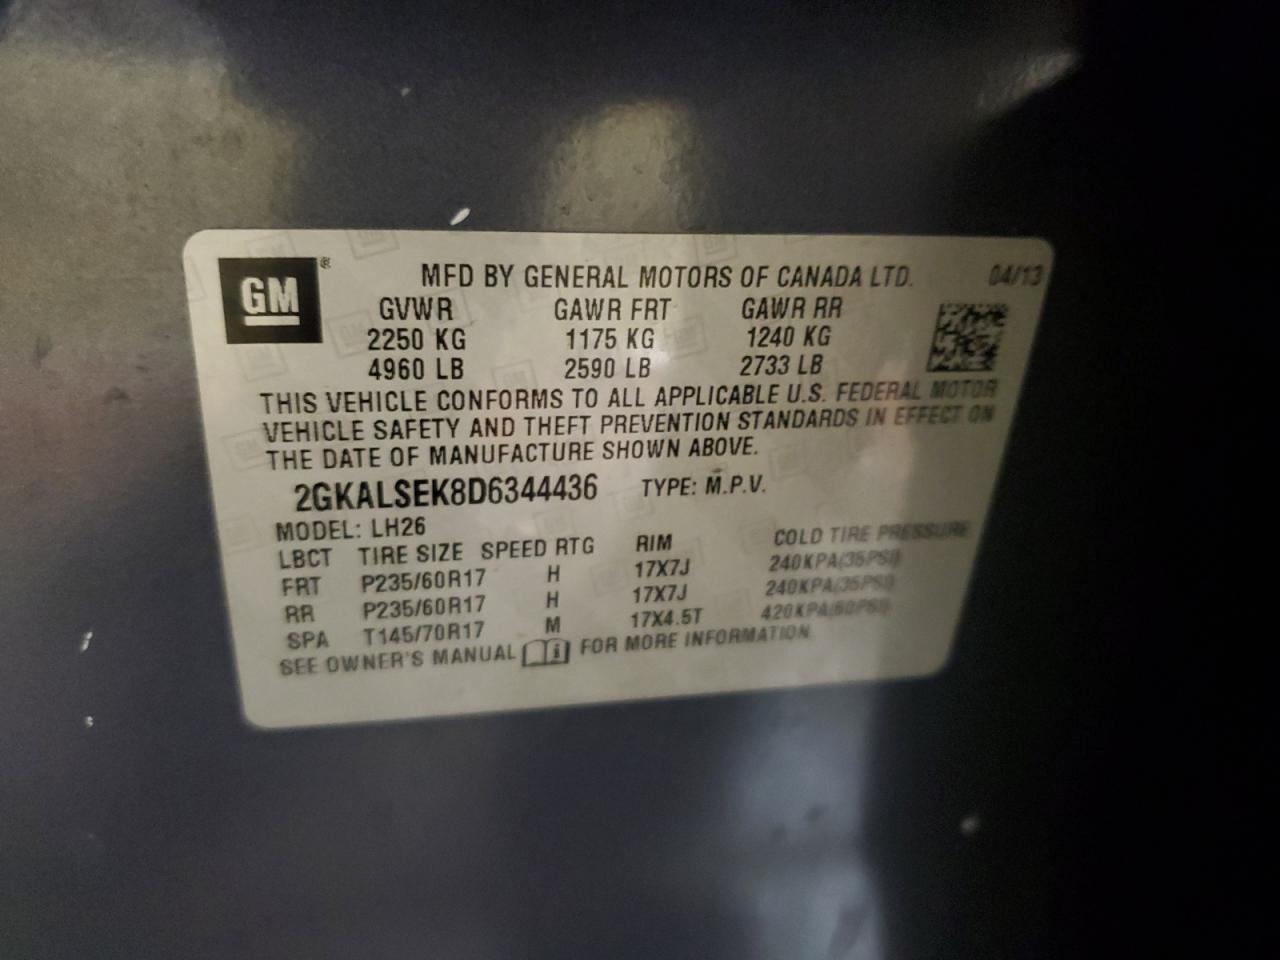 GM®
MFD BY GENERAL MOTORS OF CANADA LTD. 04/13
GVWR GAWR FRT GAWR RR
2250 KG 1175 KG 1240 KG
4960 LB 2590 LB 2733 LB
THIS VEHICLE CONFORMS TO ALL APPLICABLE U.S. FEDERAL MOTOR
VEHICLE SAFETY AND THEFT PREVENTION STANDARDS IN EFFECT ON
THE DATE OF MANUFACTURE SHOWN ABOVE.
2GKALSEK8D6344436 TYPE: M.P.V.
MODEL: LH26
LBCT TIRE SIZE SPEED RTG RIM COLD TIRE PRESSURE
FRT P235/60R17 H 17X7J 240KPA(35PSI)
RR P235/60R17 H 17X7J 240KPA(35PSI)
SPA T145/70R17 M 17X4.5T 420KPA(60PSI)
SEE OWNER'S MANUAL i FOR MORE INFORMATION